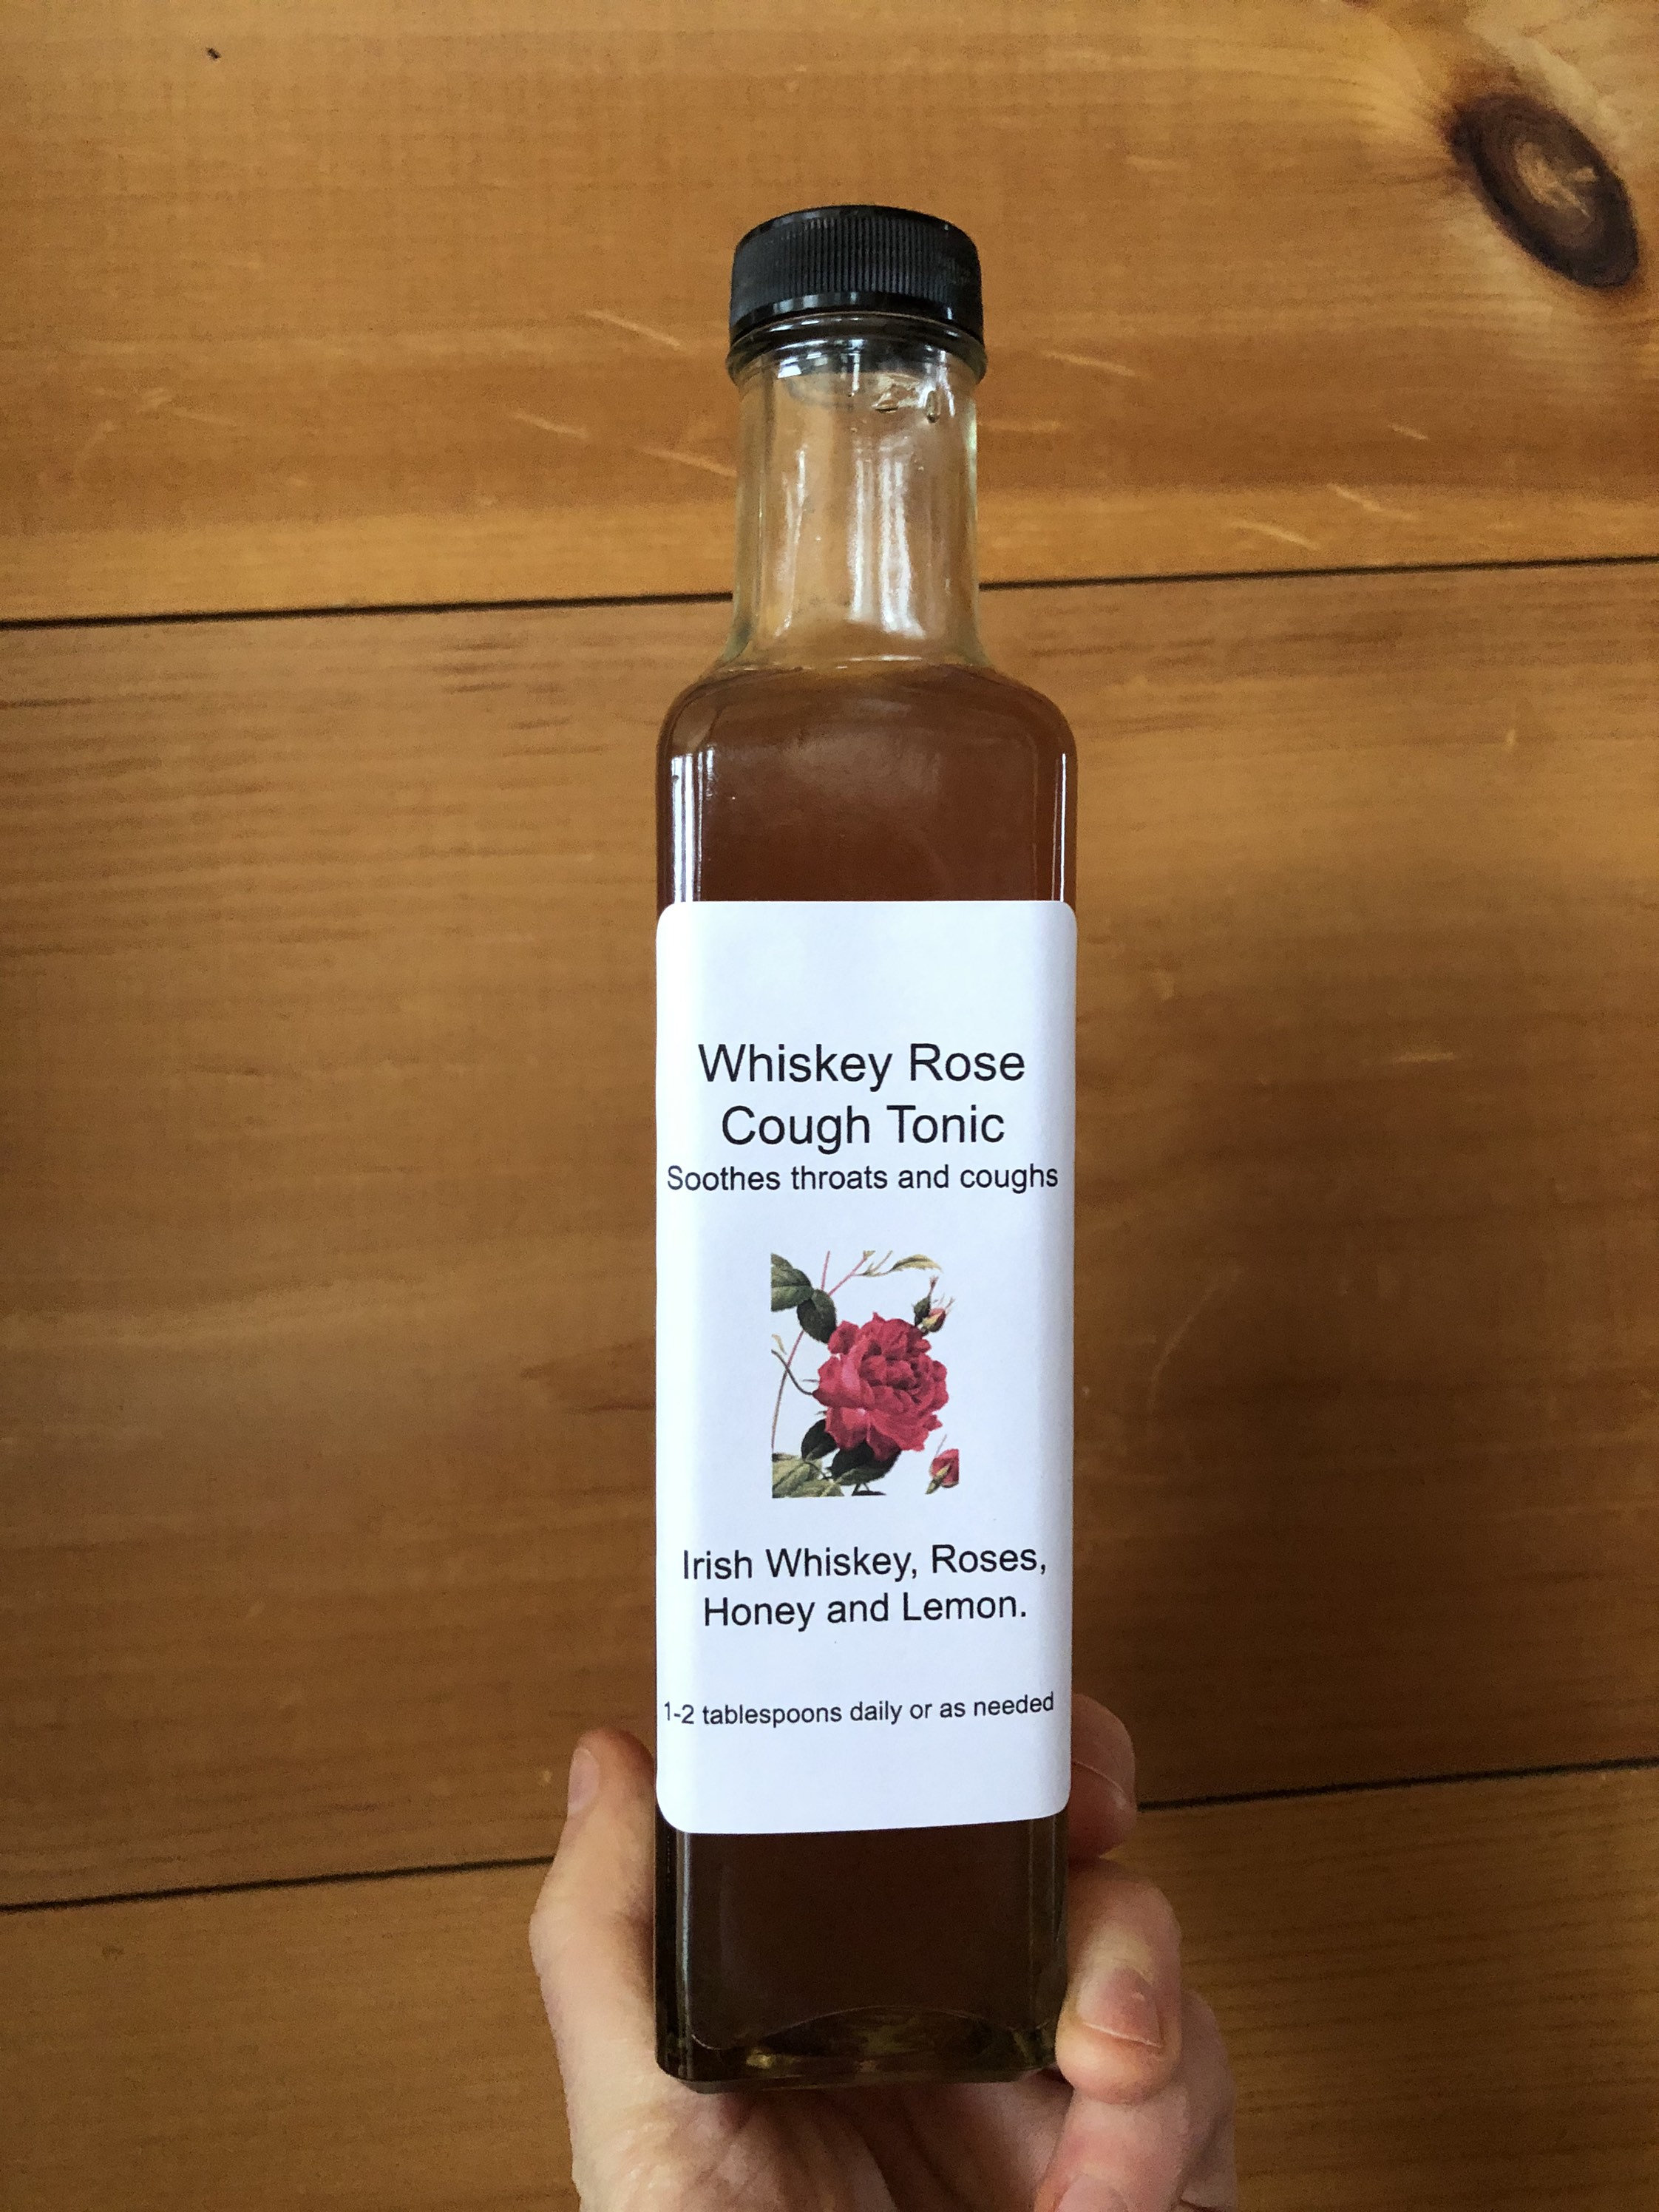 Whiskey Rose
Cough Tonic
Soothes throats and coughs
Irish Whiskey, Roses,
Honey and Lemon.
1-2 tablespoons daily or as needed